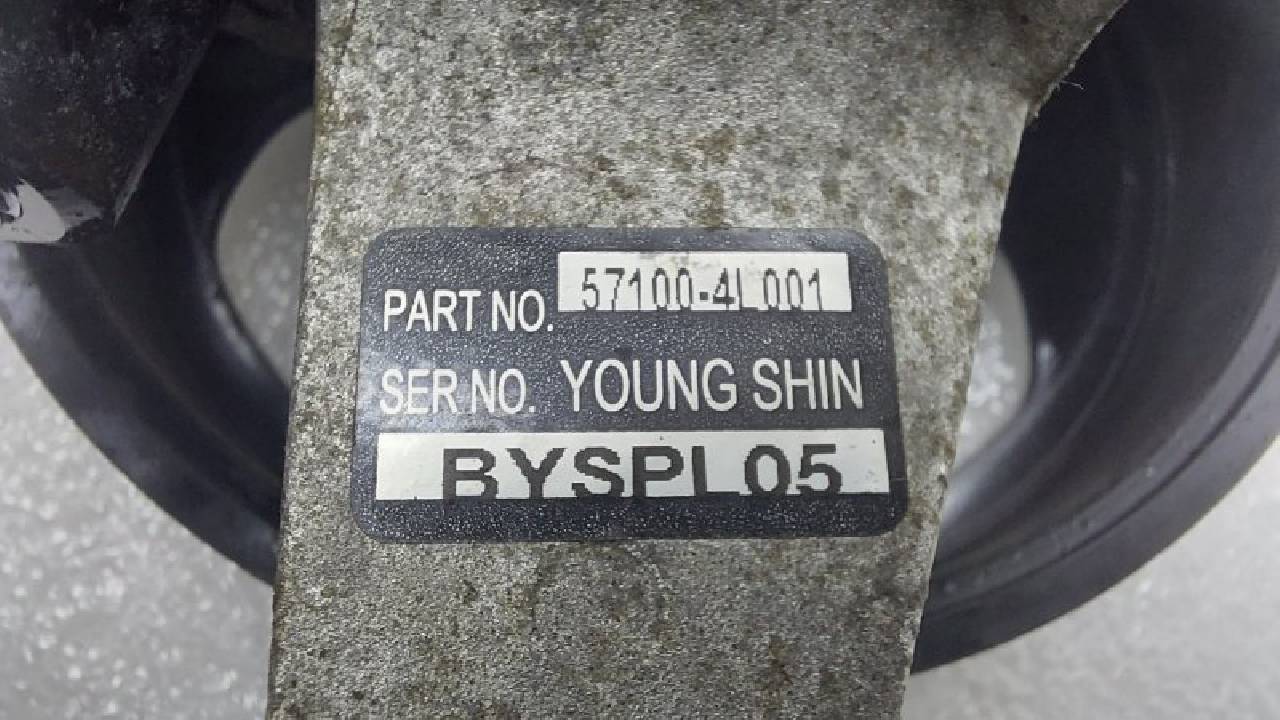 PART NO. 57100-4L001
SER NO. YOUNG SHIN
BYSPL05